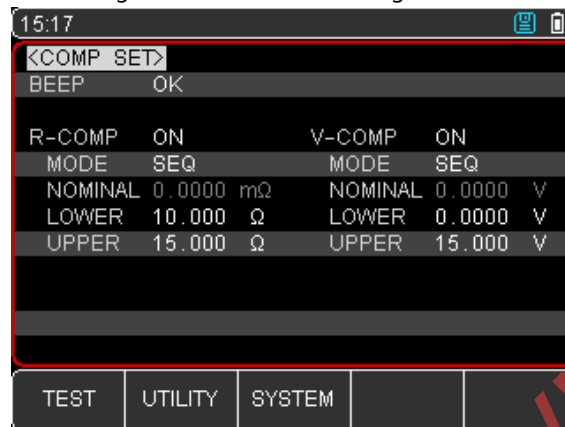 15:17
<COMP SET>
BEEP OK
R-COMP ON V-COMP ON
MODE SEQ MODE SEQ
NOMINAL 0.0000 mΩ NOMINAL 0.0000 V
LOWER 10.000 Ω LOWER 0.0000 V
UPPER 15.000 Ω UPPER 15.000 V
TEST UTILITY SYSTEM